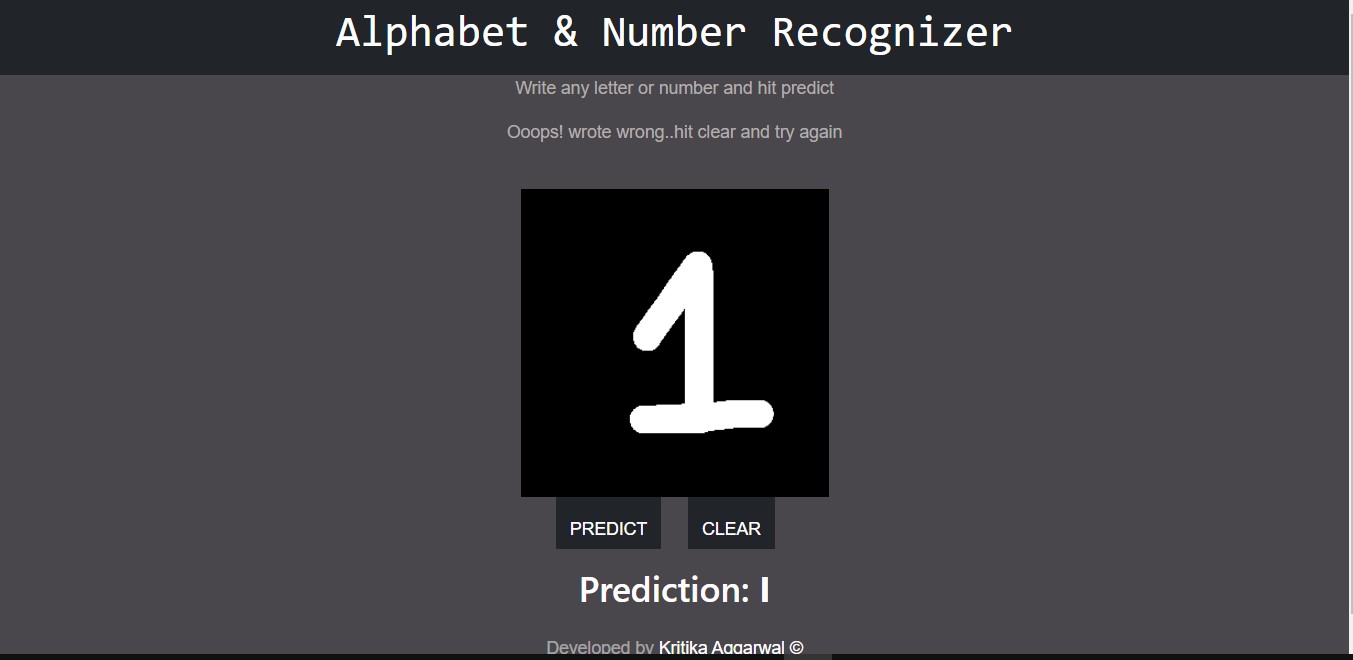 Alphabet & Number Recognizer
Write any letter or number and hit predict
Ooops! wrote wrong..hit clear and try again
1
PREDICT CLEAR
Prediction: I
Developed by Kritika Aggarwal ©